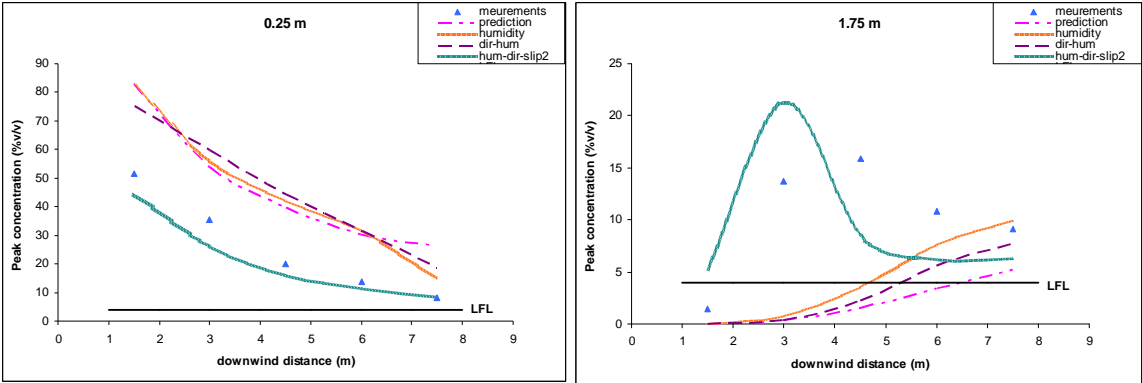 0.25 m
meurements
prediction
humidity
dir-hum
hum-dir-slip2
Peak concentration (%v/v)
90
80
70
60
50
40
30
20
10
0
LFL
0 1 2 3 4 5 6 7 8 9
downwind distance (m)
1.75 m
meurements
prediction
humidity
dir-hum
hum-dir-slip2
Peak concentration (%v/v)
25
20
15
10
5
0
LFL
0 1 2 3 4 5 6 7 8 9
downwind distance (m)